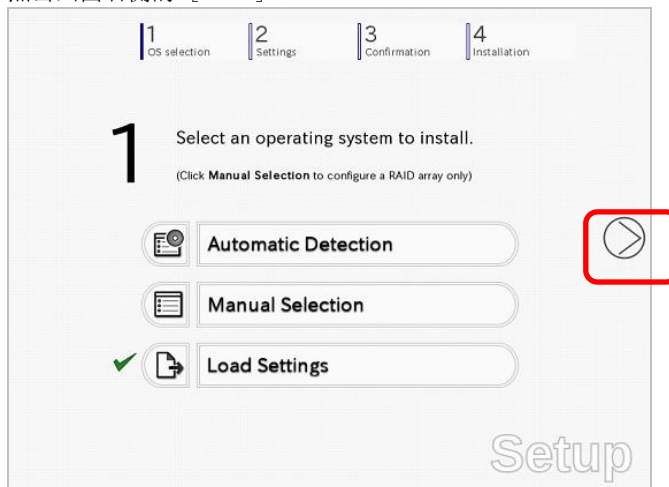 1
OS selection
2
Settings
3
Confirmation
4
Installation
1
Select an operating system to install.
(Click Manual Selection to configure a RAID array only)
Automatic Detection
Manual Selection
Load Settings
Setup